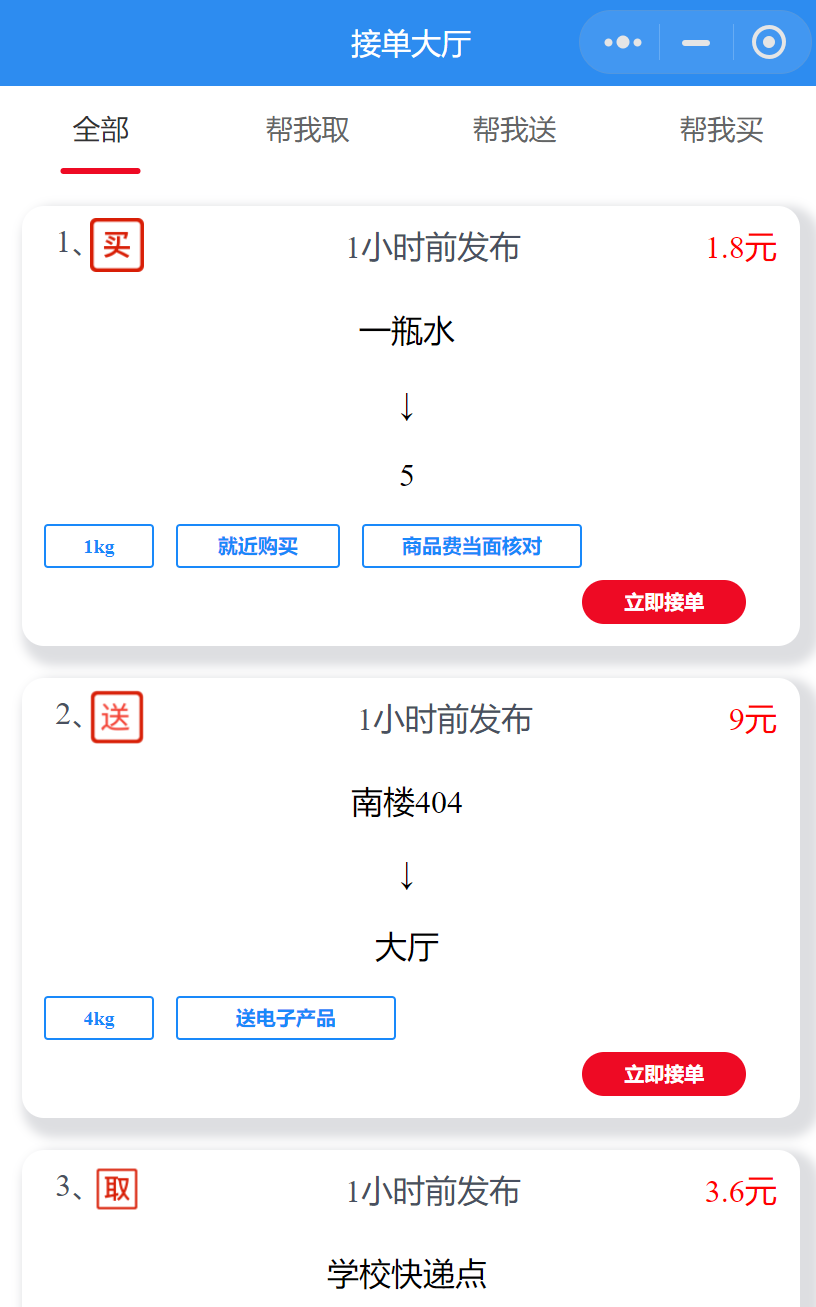 接单大厅
全部 帮我取 帮我送 帮我买
1、买 1小时前发布 1.8元
一瓶水
↓
5
1kg 就近购买 商品费当面核对
立即接单
2、送 1小时前发布 9元
南楼404
↓
大厅
4kg 送电子产品
立即接单
3、取 1小时前发布 3.6元
学校快递点